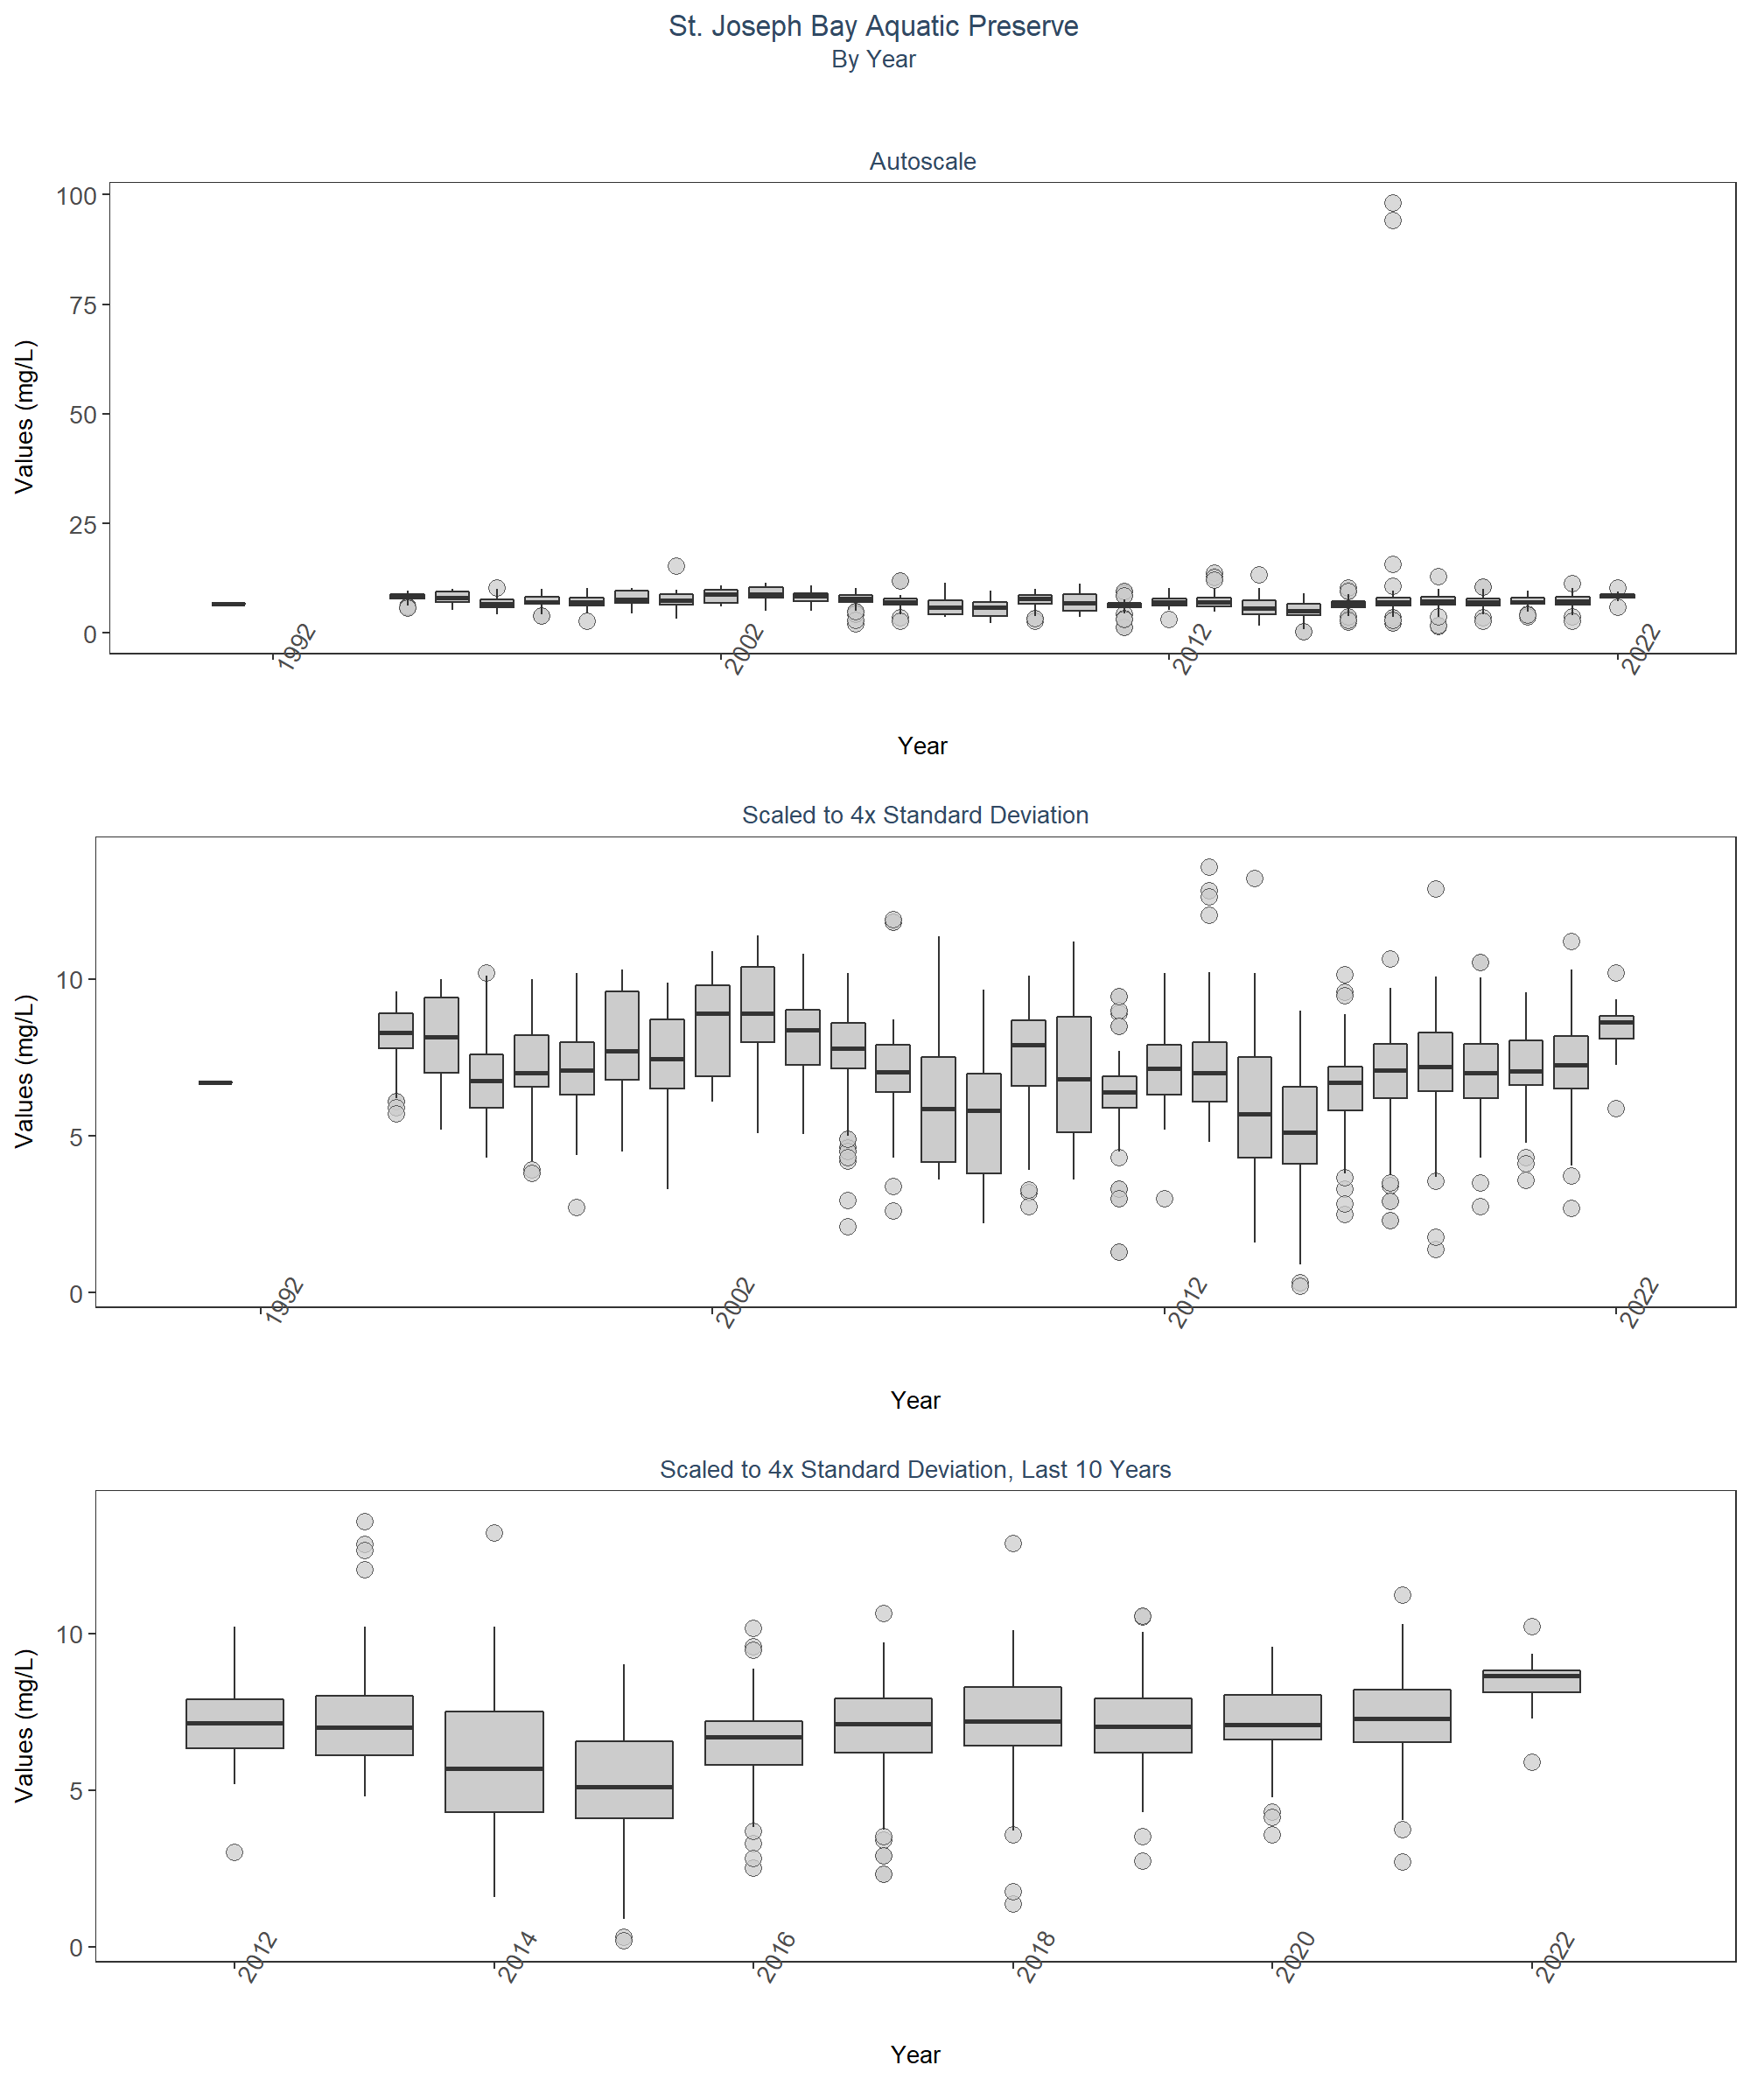 St. Joseph Bay Aquatic Preserve
By Year
Autoscale
Values (mg/L)
100
75
50
25
0
1992
2002
2012
2022
Year
Scaled to 4x Standard Deviation
Values (mg/L)
10
5
0
1992
2002
2012
2022
Year
Scaled to 4x Standard Deviation, Last 10 Years
Values (mg/L)
10
5
0
2012
2014
2016
2018
2020
2022
Year